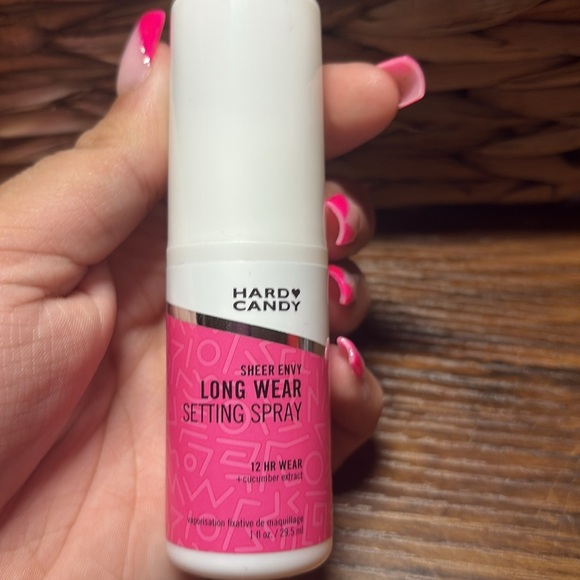 HARD♥
CANDY
SHEER ENVY
LONG WEAR
SETTING SPRAY
12 HR WEAR
+ cucumber extract
vaporisation fixative de maquillage
1 fl oz. / 29.5 ml